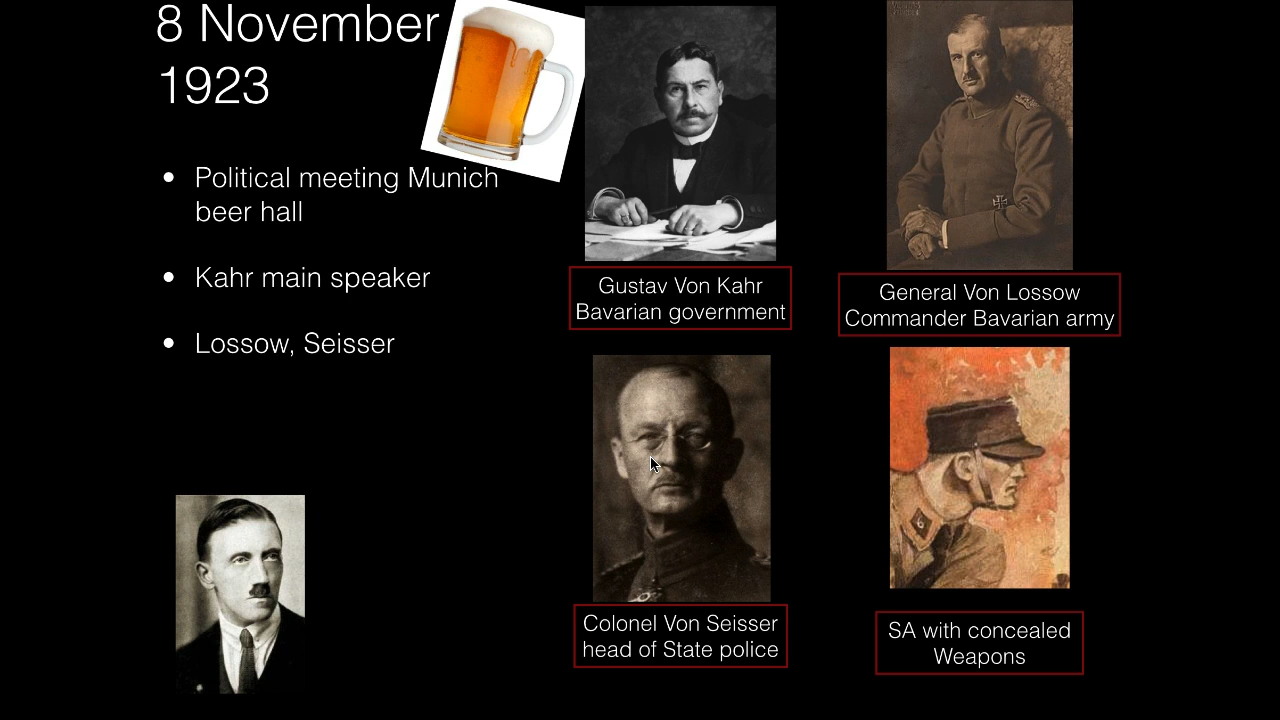 8 November
1923
• Political meeting Munich
beer hall
• Kahr main speaker
• Lossow, Seisser
Gustav Von Kahr
Bavarian government
General Von Lossow
Commander Bavarian army
Colonel Von Seisser
head of State police
SA with concealed
Weapons